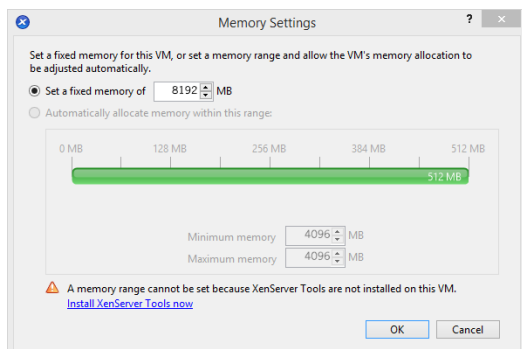 Memory Settings
?
×
Set a fixed memory for this VM, or set a memory range and allow the VM's memory allocation to
be adjusted automatically.
Set a fixed memory of 8192 MB
Automatically allocate memory within this range:
0 MB 128 MB 256 MB 384 MB 512 MB
512 MB
Minimum memory 4096 MB
Maximum memory 4096 MB
A memory range cannot be set because XenServer Tools are not installed on this VM.
Install XenServer Tools now
OK Cancel